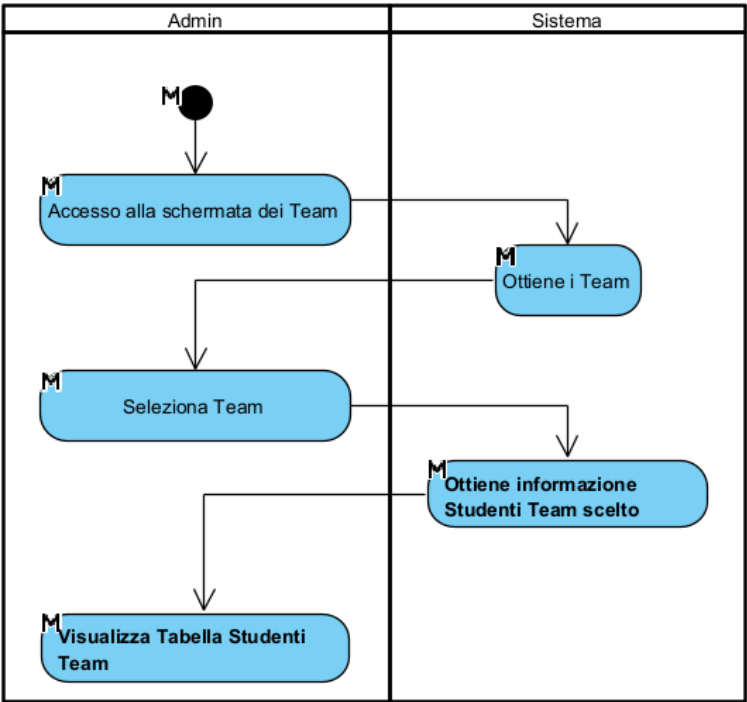 Admin
Sistema
M
M
Accesso alla schermata dei Team
M
Ottiene i Team
M
Seleziona Team
M
Ottiene informazione
Studenti Team scelto
M
Visualizza Tabella Studenti
Team